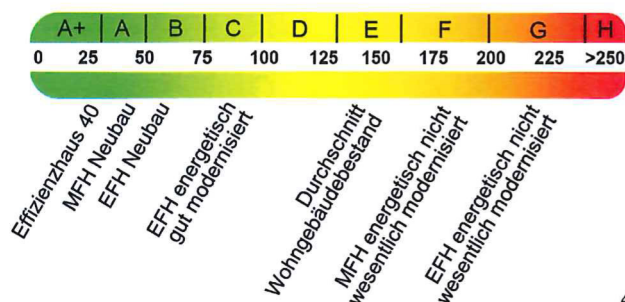 A+ A B C D E F G H
0 25 50 75 100 125 150 175 200 225 >250
Effizienzhaus 40
MFH Neubau
EFH Neubau
EFH energetisch
gut modernisiert
Durchschnitt
Wohngebäudebestand
MFH energetisch nicht
wesentlich modernisiert
EFH energetisch nicht
wesentlich modernisiert